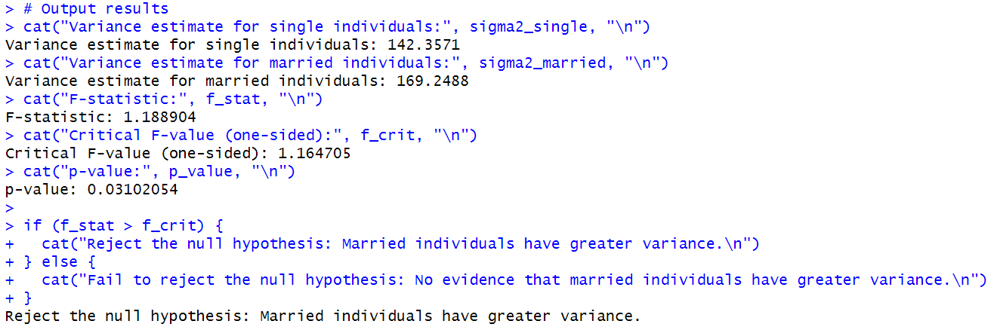 > # Output results
> cat("Variance estimate for single individuals:", sigma2_single, "\n")
Variance estimate for single individuals: 142.3571
> cat("Variance estimate for married individuals:", sigma2_married, "\n")
Variance estimate for married individuals: 169.2488
> cat("F-statistic:", f_stat, "\n")
F-statistic: 1.188904
> cat("Critical F-value (one-sided):", f_crit, "\n")
Critical F-value (one-sided): 1.164705
> cat("p-value:", p_value, "\n")
p-value: 0.03102054
>
> if (f_stat > f_crit) {
+   cat("Reject the null hypothesis: Married individuals have greater variance.\n")
+ } else {
+   cat("Fail to reject the null hypothesis: No evidence that married individuals have greater variance.\n")
+ }
Reject the null hypothesis: Married individuals have greater variance.